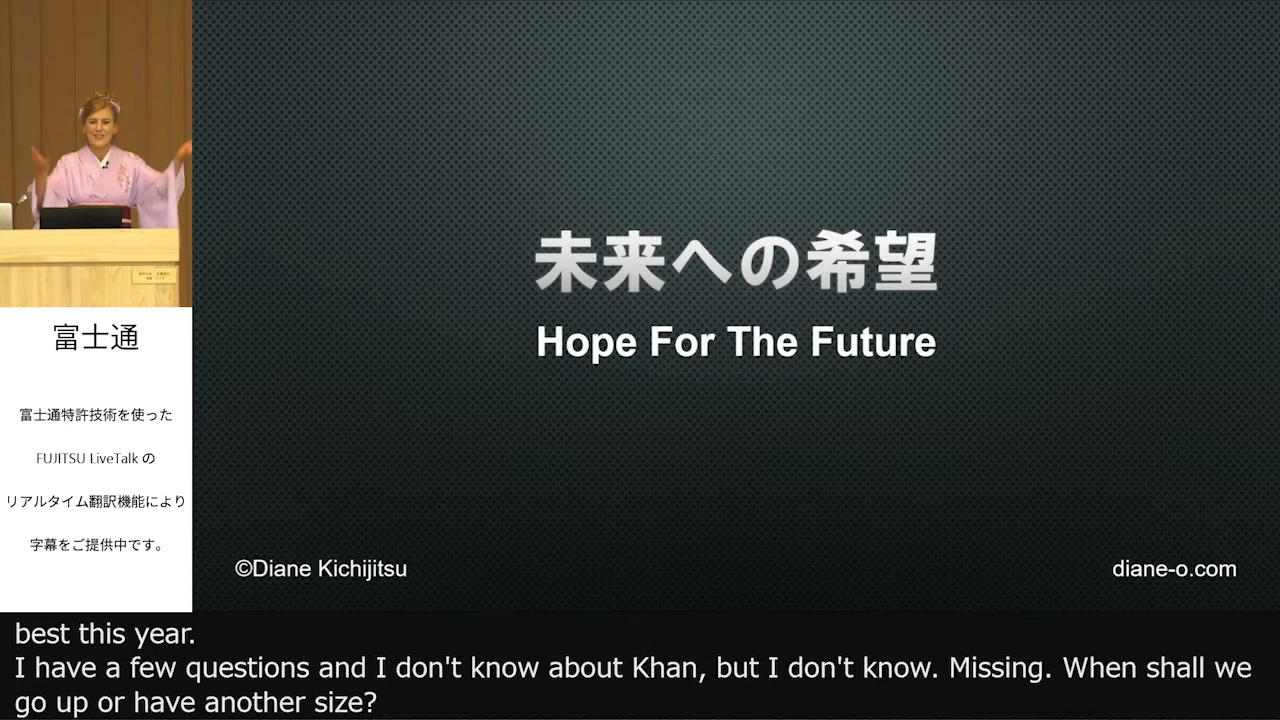 未来への希望
Hope For The Future
©Diane Kichijitsu
diane-o.com
富士通
富士通特許技術を使った
FUJITSU LiveTalk の
リアルタイム翻訳機能により
字幕をご提供中です。
best this year.
I have a few questions and I don't know about Khan, but I don't know. Missing. When shall we
go up or have another size?